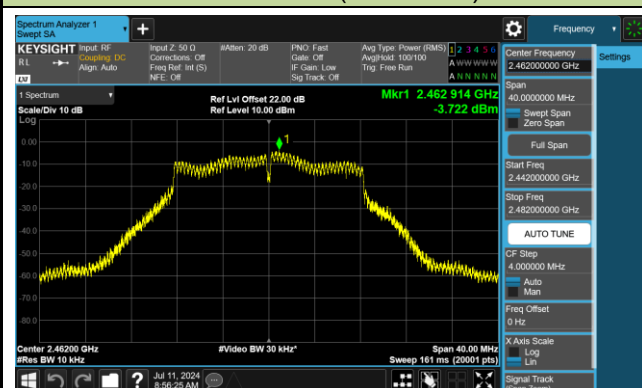 Spectrum Analyzer 1
Swept SA
Frequency
KEYSIGHT
RL
Input: RF
Coupling: DC
Align: Auto
Input Z: 50 Ω
Corrections: Off
Freq Ref: Int (S)
NFE: Off
#Atten: 20 dB
PNO: Fast
Gate: Off
IF Gain: Low
Sig Track: Off
Avg Type: Power (RMS)
Avg|Hold: 100/100
Trig: Free Run
1 2 3 4 5 6
A W W W W W
A N N N N N
Center Frequency
2.462000000 GHz
Settings
Span
40.0000000 MHz
Swept Span
Zero Span
Full Span
Start Freq
2.442000000 GHz
Stop Freq
2.482000000 GHz
AUTO TUNE
CF Step
4.000000 MHz
Auto
Man
Freq Offset
0 Hz
X Axis Scale
Log
Lin
Signal Track
1 Spectrum
Scale/Div 10 dB
Ref Lvl Offset 22.00 dB
Ref Level 10.00 dBm
Mkr1 2.462 914 GHz
-3.722 dBm
Log
1
0.00
-10.0
-20.0
-30.0
-40.0
-50.0
-60.0
-70.0
-80.0
Center 2.46200 GHz
#Res BW 10 kHz
#Video BW 30 kHz*
Span 40.00 MHz
Sweep 161 ms (20001 pts)
Jul 11, 2024
8:56:25 AM